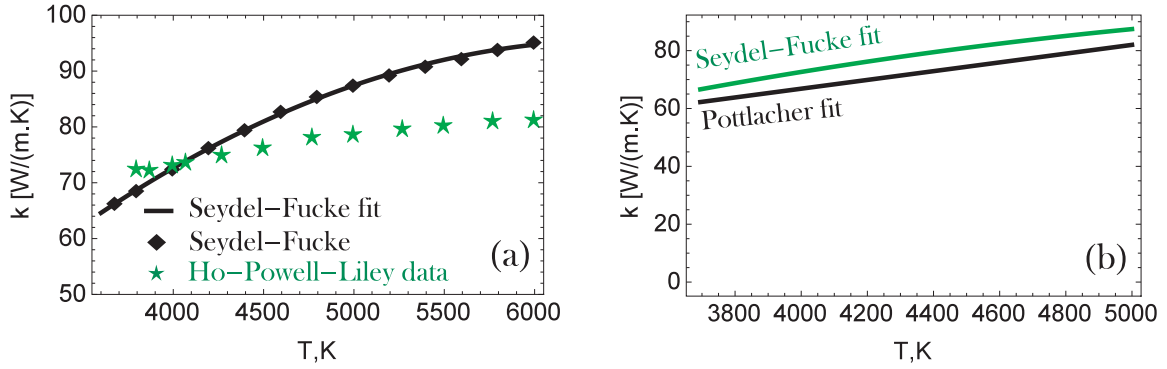 100
90
80
70
60
50
k [W/(m.K)]
Seydel–Fucke fit
Seydel–Fucke
Ho–Powell–Liley data
(a)
4000 4500 5000 5500 6000
T,K
80
60
40
20
0
k [W/(m.K)]
Seydel–Fucke fit
Pottlacher fit
(b)
3800 4000 4200 4400 4600 4800 5000
T,K